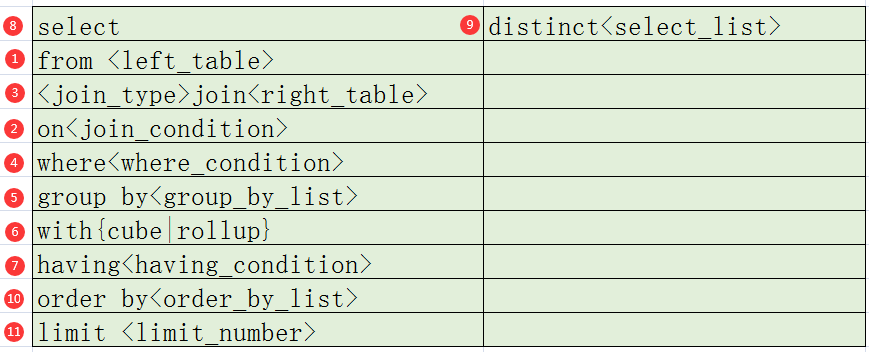 8 select 9 distinct<select_list>
1 from <left_table>
3 <join_type>join<right_table>
2 on<join_condition>
4 where<where_condition>
5 group by<group_by_list>
6 with{cube|rollup}
7 having<having_condition>
10 order by<order_by_list>
11 limit <limit_number>